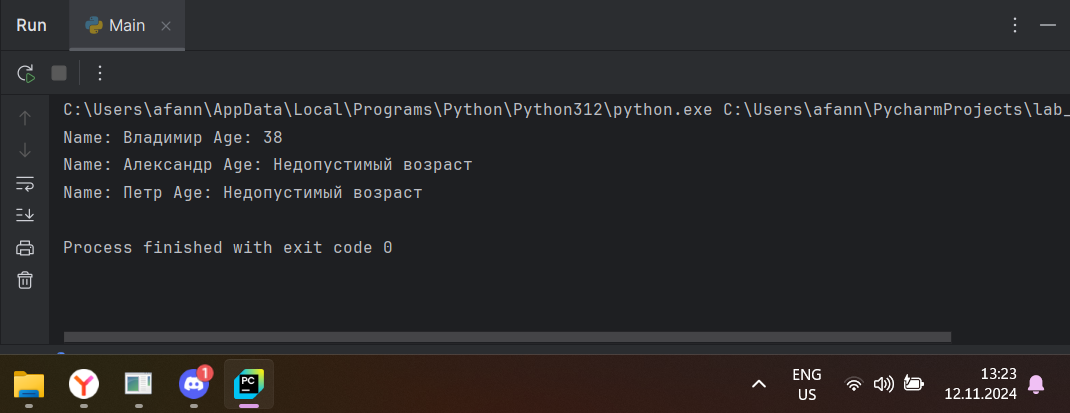 Run
Main
C:\Users\afann\AppData\Local\Programs\Python\Python312\python.exe C:\Users\afann\PycharmProjects\lab_
Name: Владимир Age: 38
Name: Александр Age: Недопустимый возраст
Name: Петр Age: Недопустимый возраст
Process finished with exit code 0
1
PC
ENG
US
13:23
12.11.2024